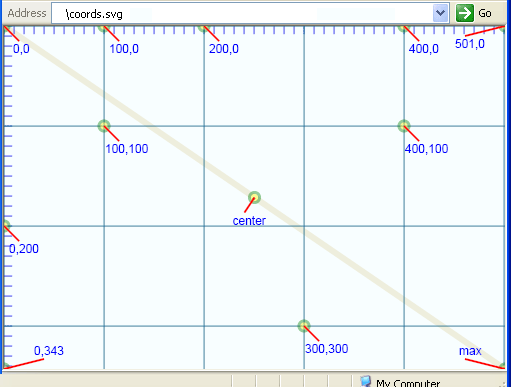 Address \coords.svg Go
0,0 100,0 200,0 400,0 501,0
100,100 400,100
center
0,200
0,343 300,300 max
My Computer